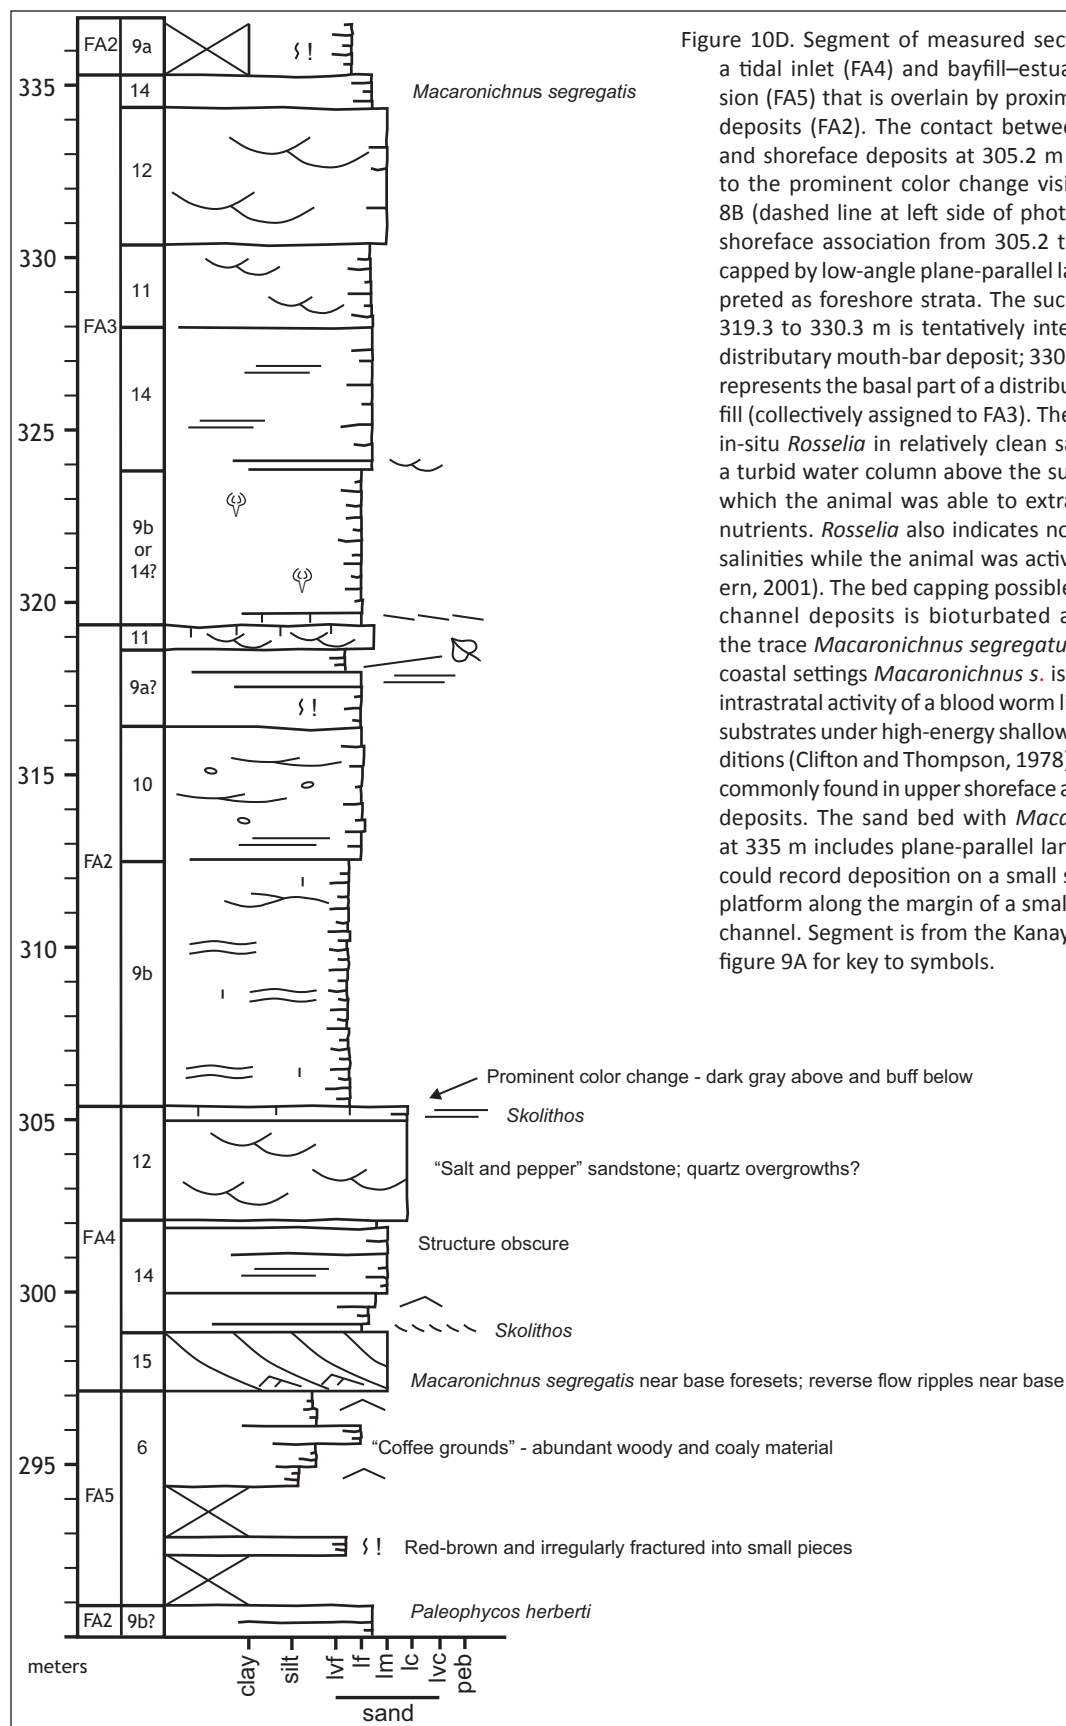 Figure 10D. Segment of measured sec
a tidal inlet (FA4) and bayfill–estua
sion (FA5) that is overlain by proxim
deposits (FA2). The contact betwee
and shoreface deposits at 305.2 m
to the prominent color change visi
8B (dashed line at left side of phot
shoreface association from 305.2 t
capped by low-angle plane-parallel la
preted as foreshore strata. The suc
319.3 to 330.3 m is tentatively inte
distributary mouth-bar deposit; 330
represents the basal part of a distribu
fill (collectively assigned to FA3). The
in-situ Rosselia in relatively clean sa
a turbid water column above the su
which the animal was able to extra
nutrients. Rosselia also indicates no
salinities while the animal was activ
ern, 2001). The bed capping possible
channel deposits is bioturbated a
the trace Macaronichnus segregatu
coastal settings Macaronichnus s. is
intrastratal activity of a blood worm li
substrates under high-energy shallow
ditions (Clifton and Thompson, 1978)
commonly found in upper shoreface a
deposits. The sand bed with Maca
at 335 m includes plane-parallel lan
could record deposition on a small s
platform along the margin of a smal
channel. Segment is from the Kanay
figure 9A for key to symbols.
FA2 9a !
335 14 Macaronichnus segregatis
12
330
11
FA3
14
325
9b
or
14?
320
11
9a? !
315 10
FA2
310 9b
Prominent color change - dark gray above and buff below
305 Skolithos
12 "Salt and pepper" sandstone; quartz overgrowths?
FA4
Structure obscure
14
300
Skolithos
15
Macaronichnus segregatis near base foresets; reverse flow ripples near base
6 "Coffee grounds" - abundant woody and coaly material
295
FA5
! Red-brown and irregularly fractured into small pieces
FA2 9b? Paleophycos herberti
meters
clay silt lvf lf lm lc lvc peb
sand